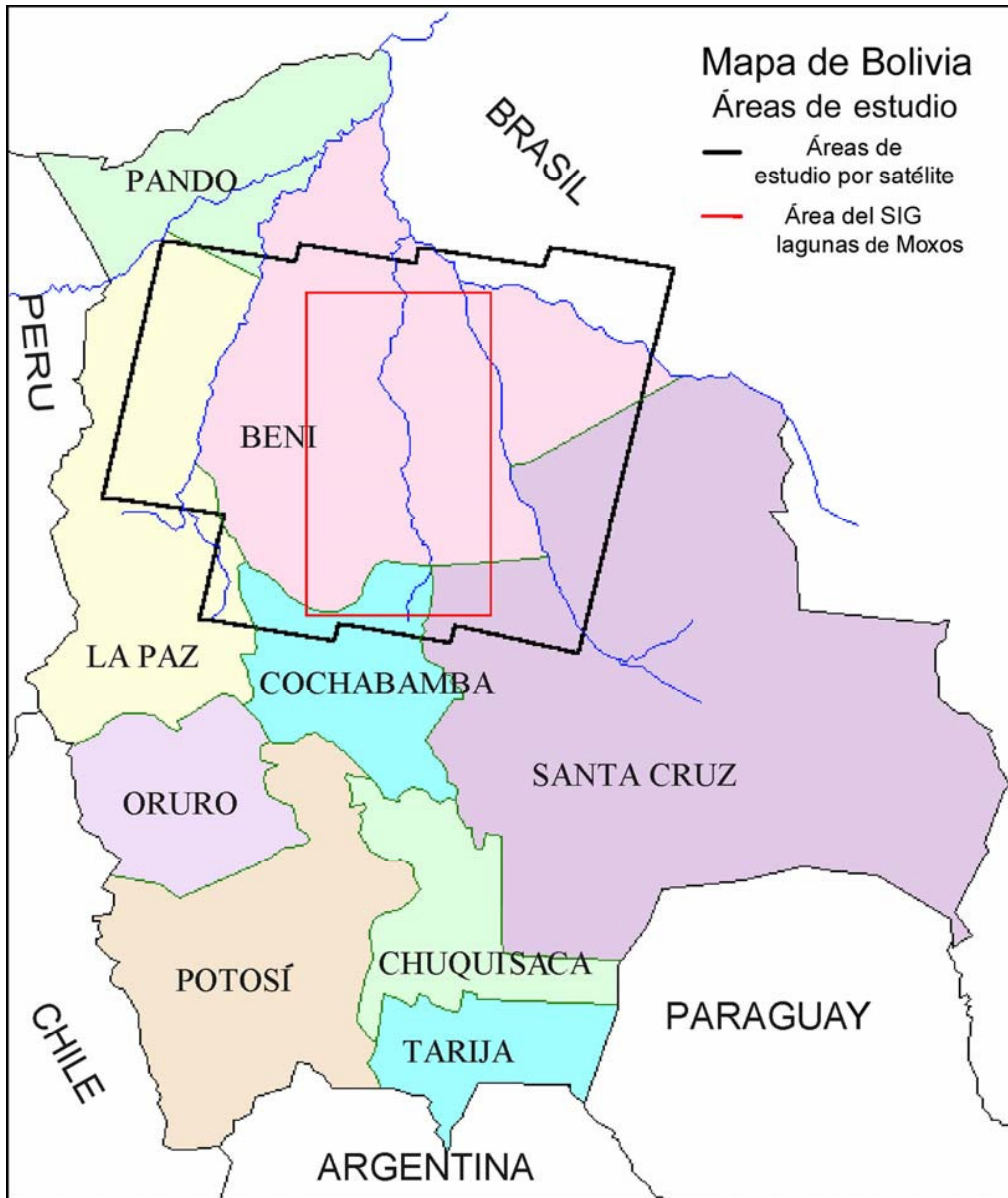 Mapa de Bolivia
Áreas de estudio
Áreas de
estudio por satélite
Área del SIG
lagunas de Moxos
BRASIL
PANDO
PERU
BENI
LA PAZ
COCHABAMBA
SANTA CRUZ
ORURO
POTOSÍ
CHUQUISACA
CHILE
PARAGUAY
TARIJA
ARGENTINA